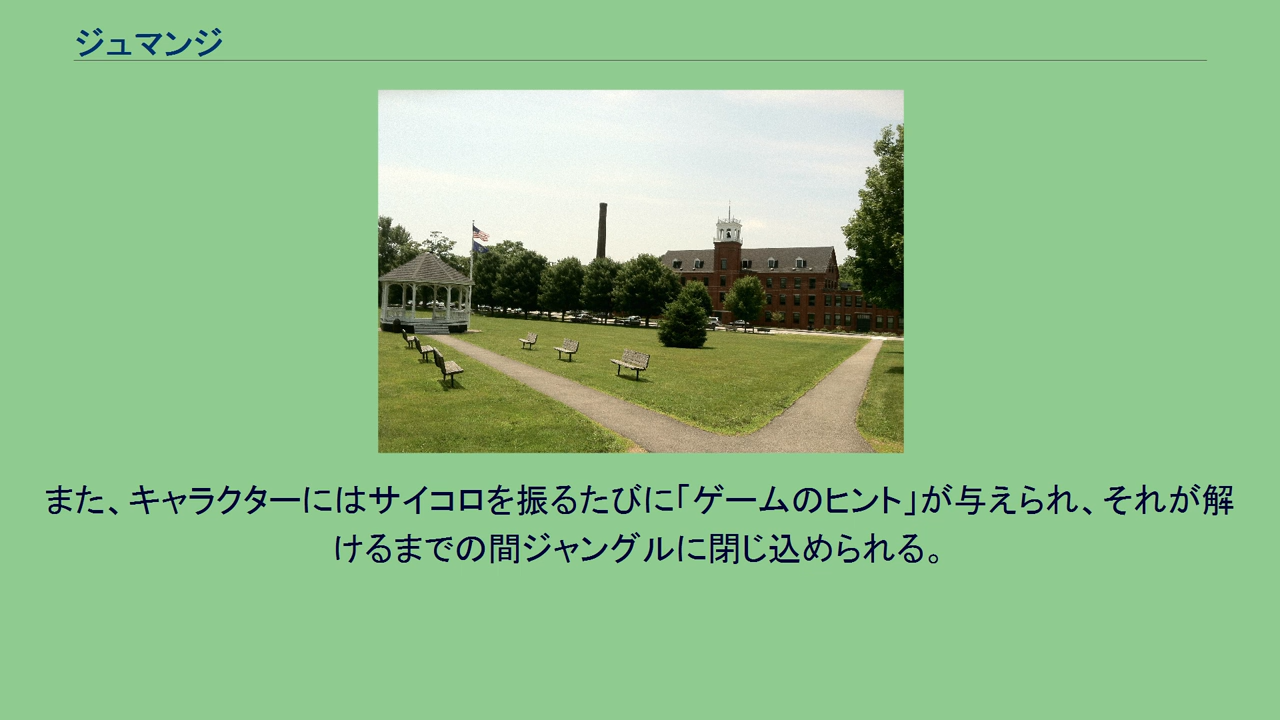 ジュマンジ
また、キャラクターにはサイコロを振るたびに「ゲームのヒント」が与えられ、それが解
けるまでの間ジャングルに閉じ込められる。